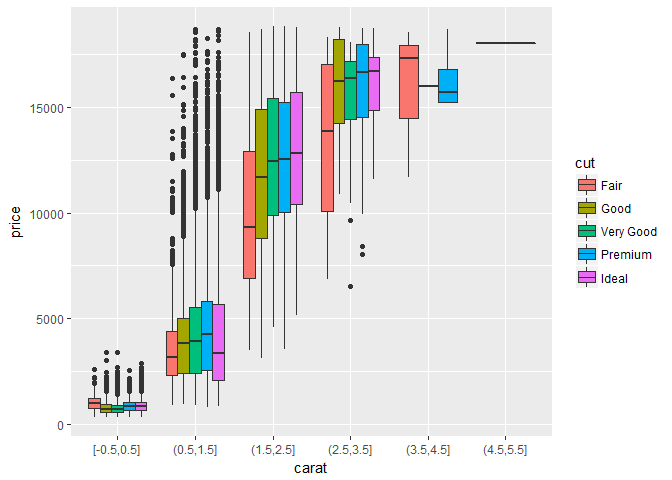 price
15000
10000
5000
0
[-0.5,0.5]
(0.5,1.5]
(1.5,2.5]
(2.5,3.5]
(3.5,4.5]
(4.5,5.5]
carat
cut
Fair
Good
Very Good
Premium
Ideal